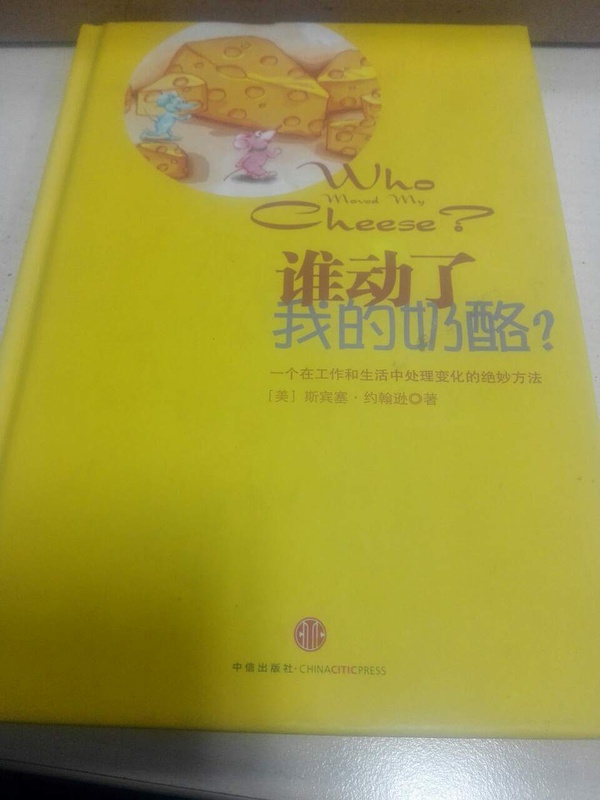 Who
Moved My
Cheese?
谁动了
我的奶酪?
一个在工作和生活中处理变化的绝妙方法
[美] 斯宾塞·约翰逊◎著
中信出版社·CHINACITICPRESS